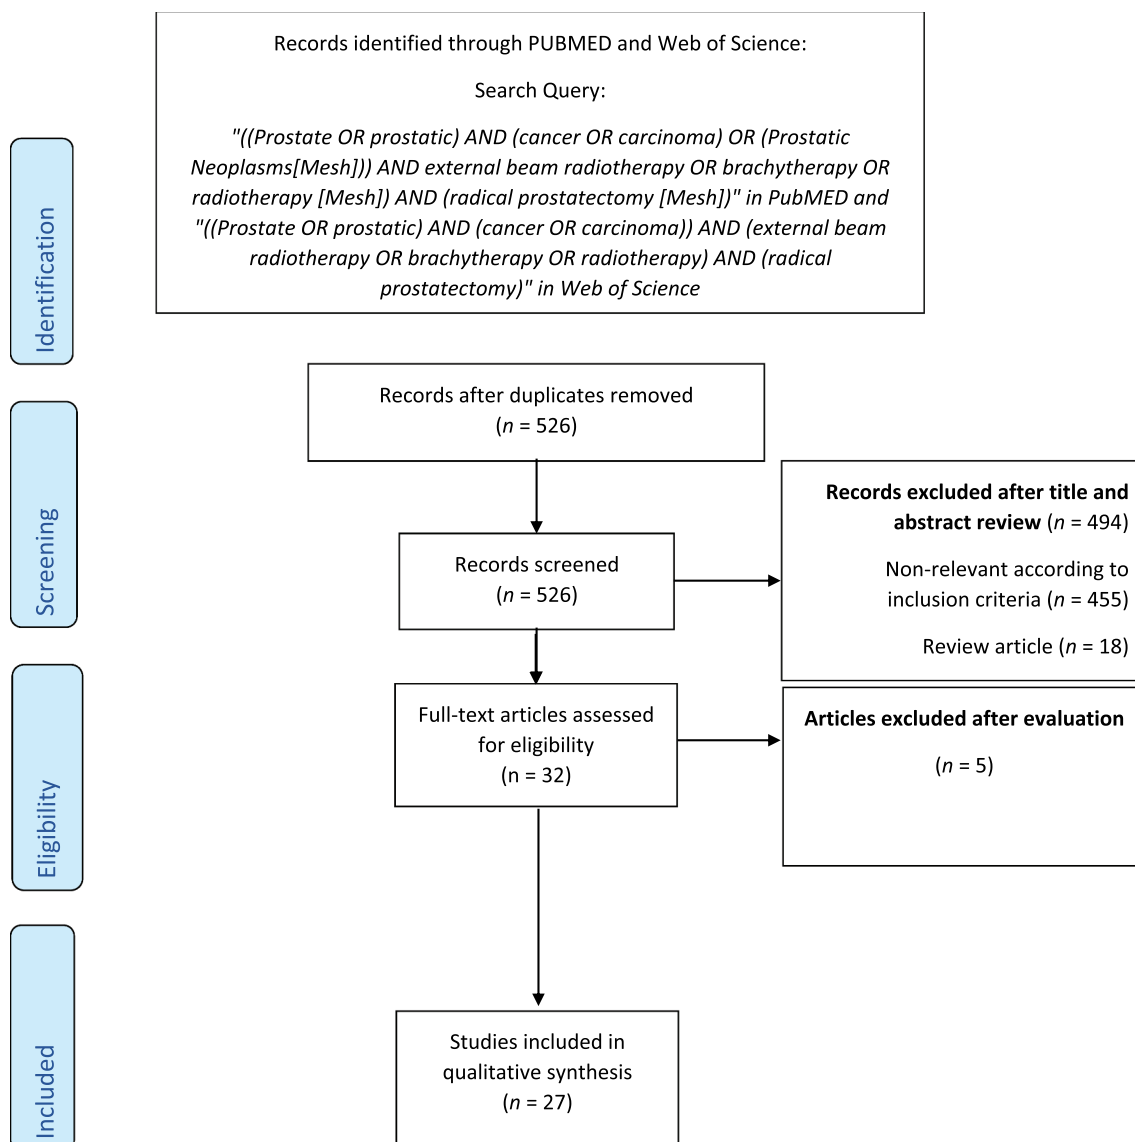 Records identified through PUBMED and Web of Science:
Search Query:
"((Prostate OR prostatic) AND (cancer OR carcinoma) OR (Prostatic
Neoplasms[Mesh])) AND external beam radiotherapy OR brachytherapy OR
radiotherapy [Mesh]) AND (radical prostatectomy [Mesh])" in PubMED and
"((Prostate OR prostatic) AND (cancer OR carcinoma)) AND (external beam
radiotherapy OR brachytherapy OR radiotherapy) AND (radical
prostatectomy)" in Web of Science
Identification
Records after duplicates removed
(n = 526)
Screening
Records screened
(n = 526)
Records excluded after title and
abstract review (n = 494)
Non-relevant according to
inclusion criteria (n = 455)
Review article (n = 18)
Eligibility
Full-text articles assessed
for eligibility
(n = 32)
Articles excluded after evaluation
(n = 5)
Included
Studies included in
qualitative synthesis
(n = 27)